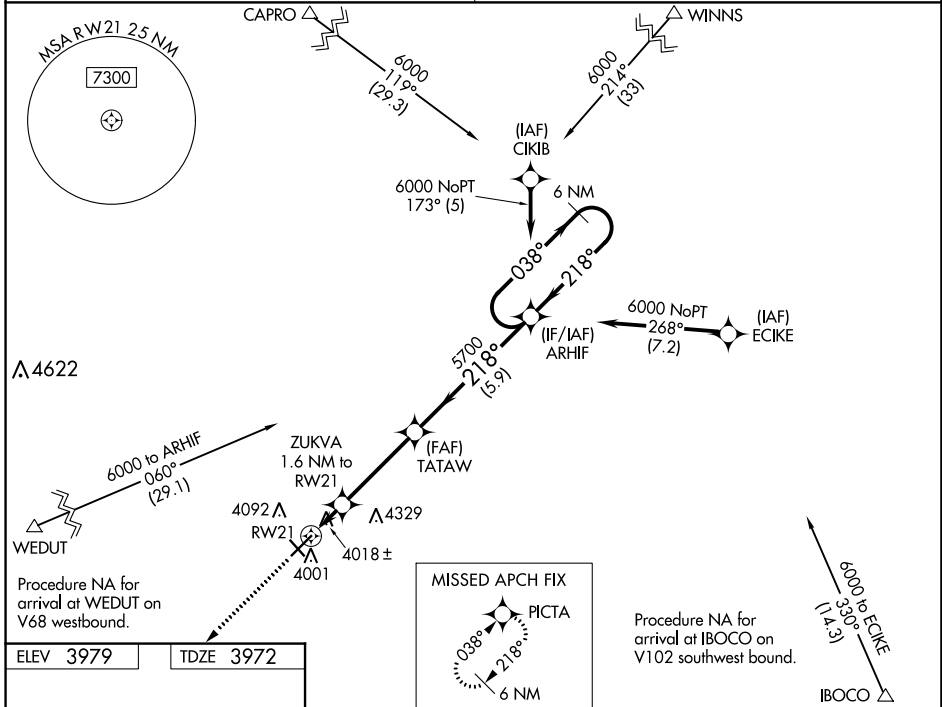 CAPRO
WINNS
MSA RW21 25 NM
7300
6000
119°
(29.3)
6000
214°
(33)
(IAF)
CIKIB
6000 NoPT
173° (5)
6 NM
038°
218°
6000 NoPT
268°
(7.2)
(IAF)
ECIKE
(IF/IAF)
ARHIF
5700
218°
(5.9)
4622
6000 to ARHIF
060°
(29.1)
ZUKVA
1.6 NM to
RW21
(FAF)
TATAW
4092
4329
RW21
4018 ±
4001
WEDUT
Procedure NA for
arrival at WEDUT on
V68 westbound.
MISSED APCH FIX
PICTA
038°
218°
6 NM
Procedure NA for
arrival at IBOCO on
V102 southwest bound.
6000 to ECIKE
330°
(14.3)
IBOCO
ELEV 3979
TDZE 3972